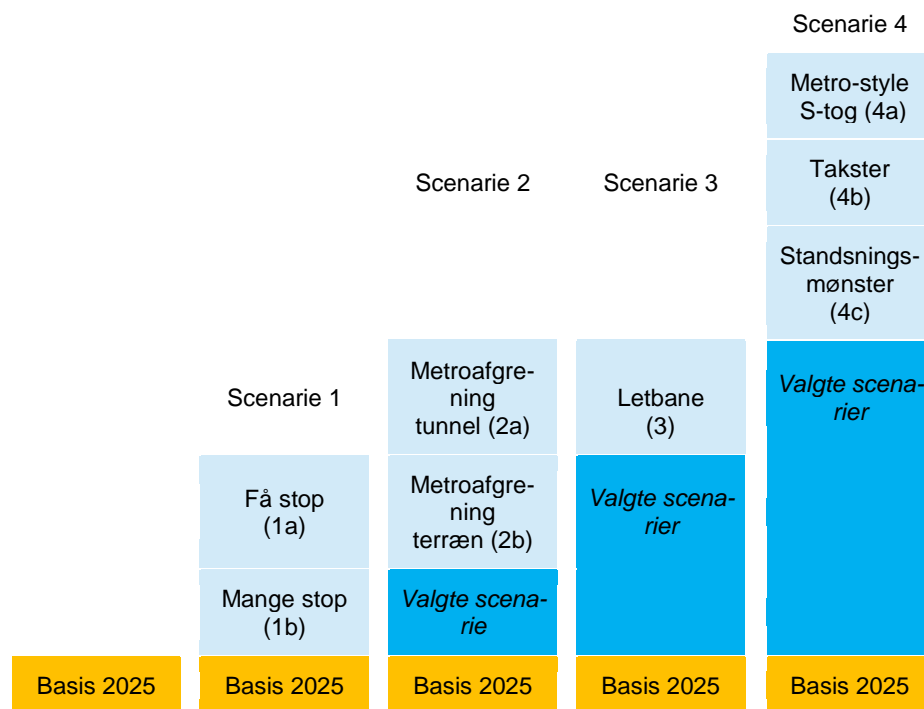 Scenarie 4
Metro-style
S-tog (4a)
Takster
(4b)
Standsnings-
mønster
(4c)
Valgte scena-
rier
Basis 2025
Scenarie 3
Letbane
(3)
Valgte scena-
rier
Basis 2025
Scenarie 2
Metroafgre-
ning
tunnel (2a)
Metroafgre-
ning
terræn (2b)
Valgte scena-
rie
Basis 2025
Scenarie 1
Få stop
(1a)
Mange stop
(1b)
Basis 2025
Basis 2025